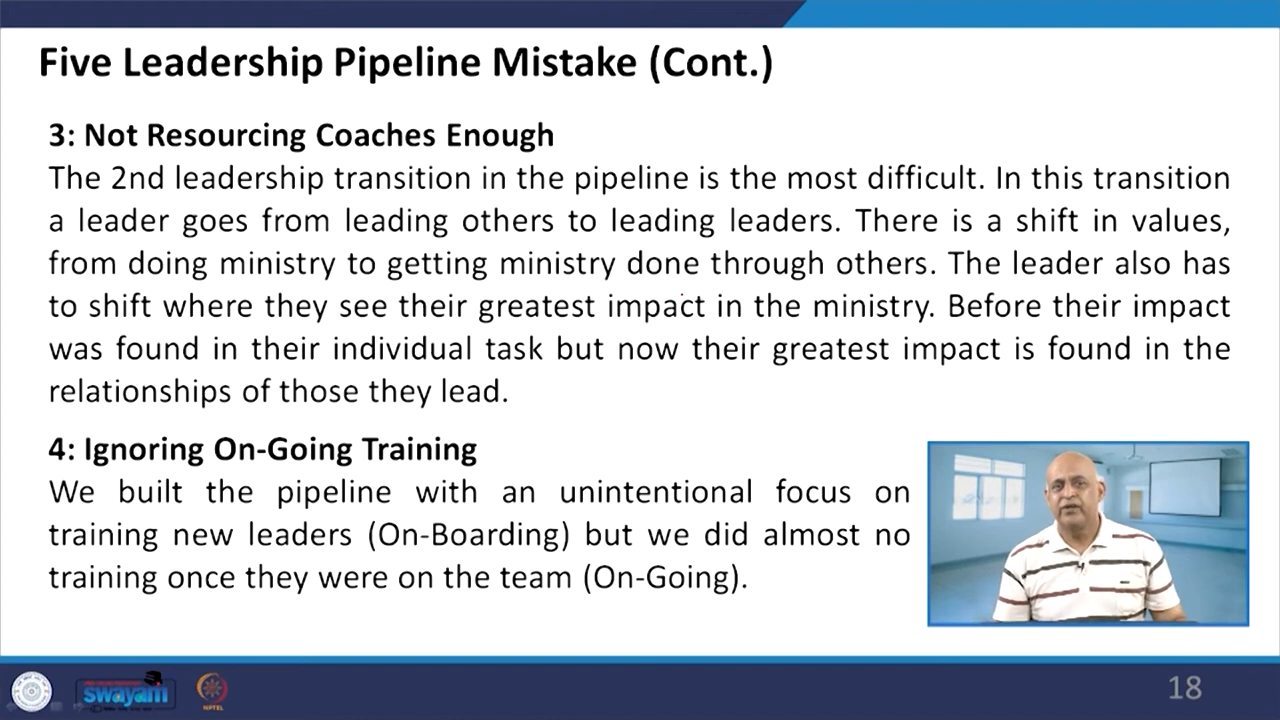 Five Leadership Pipeline Mistake (Cont.)
3: Not Resourcing Coaches Enough
The 2nd leadership transition in the pipeline is the most difficult. In this transition
a leader goes from leading others to leading leaders. There is a shift in values,
from doing ministry to getting ministry done through others. The leader also has
to shift where they see their greatest impact in the ministry. Before their impact
was found in their individual task but now their greatest impact is found in the
relationships of those they lead.
4: Ignoring On-Going Training
We built the pipeline with an unintentional focus on
training new leaders (On-Boarding) but we did almost no
training once they were on the team (On-Going).
swayam
NPTEL
18